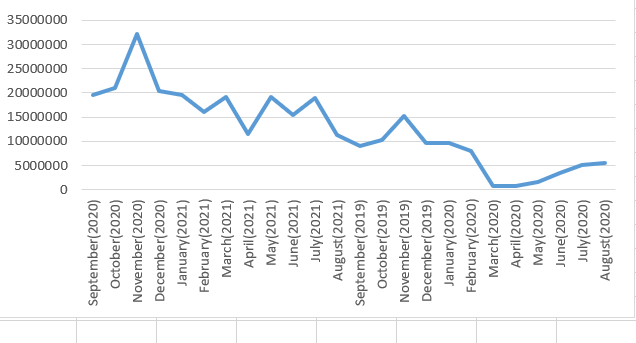 35000000
30000000
25000000
20000000
15000000
10000000
5000000
0
September(2020)
October(2020)
November(2020)
December(2020)
January(2021)
February(2021)
March(2021)
April(2021)
May(2021)
June(2021)
July(2021)
August(2021)
September(2019)
October(2019)
November(2019)
December(2019)
January(2020)
February(2020)
March(2020)
April(2020)
May(2020)
June(2020)
July(2020)
August(2020)